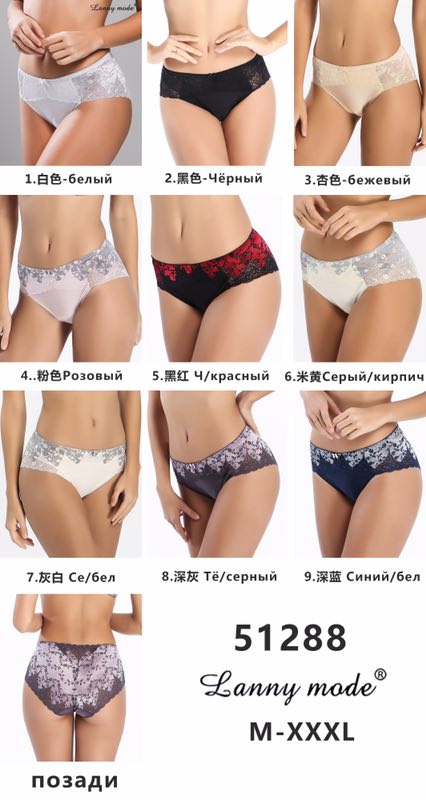 Lanny mode®
1.白色-белый
2.黑色-Чёрный
3.杏色-бежевый
4..粉色Розовый
5.黑红 Ч/красный
6.米黄Серый/кирпич
7.灰白 Се/бел
8.深灰 Тё/серный
9.深蓝 Синий/бел
51288
Lanny mode®
M-XXXL
позади